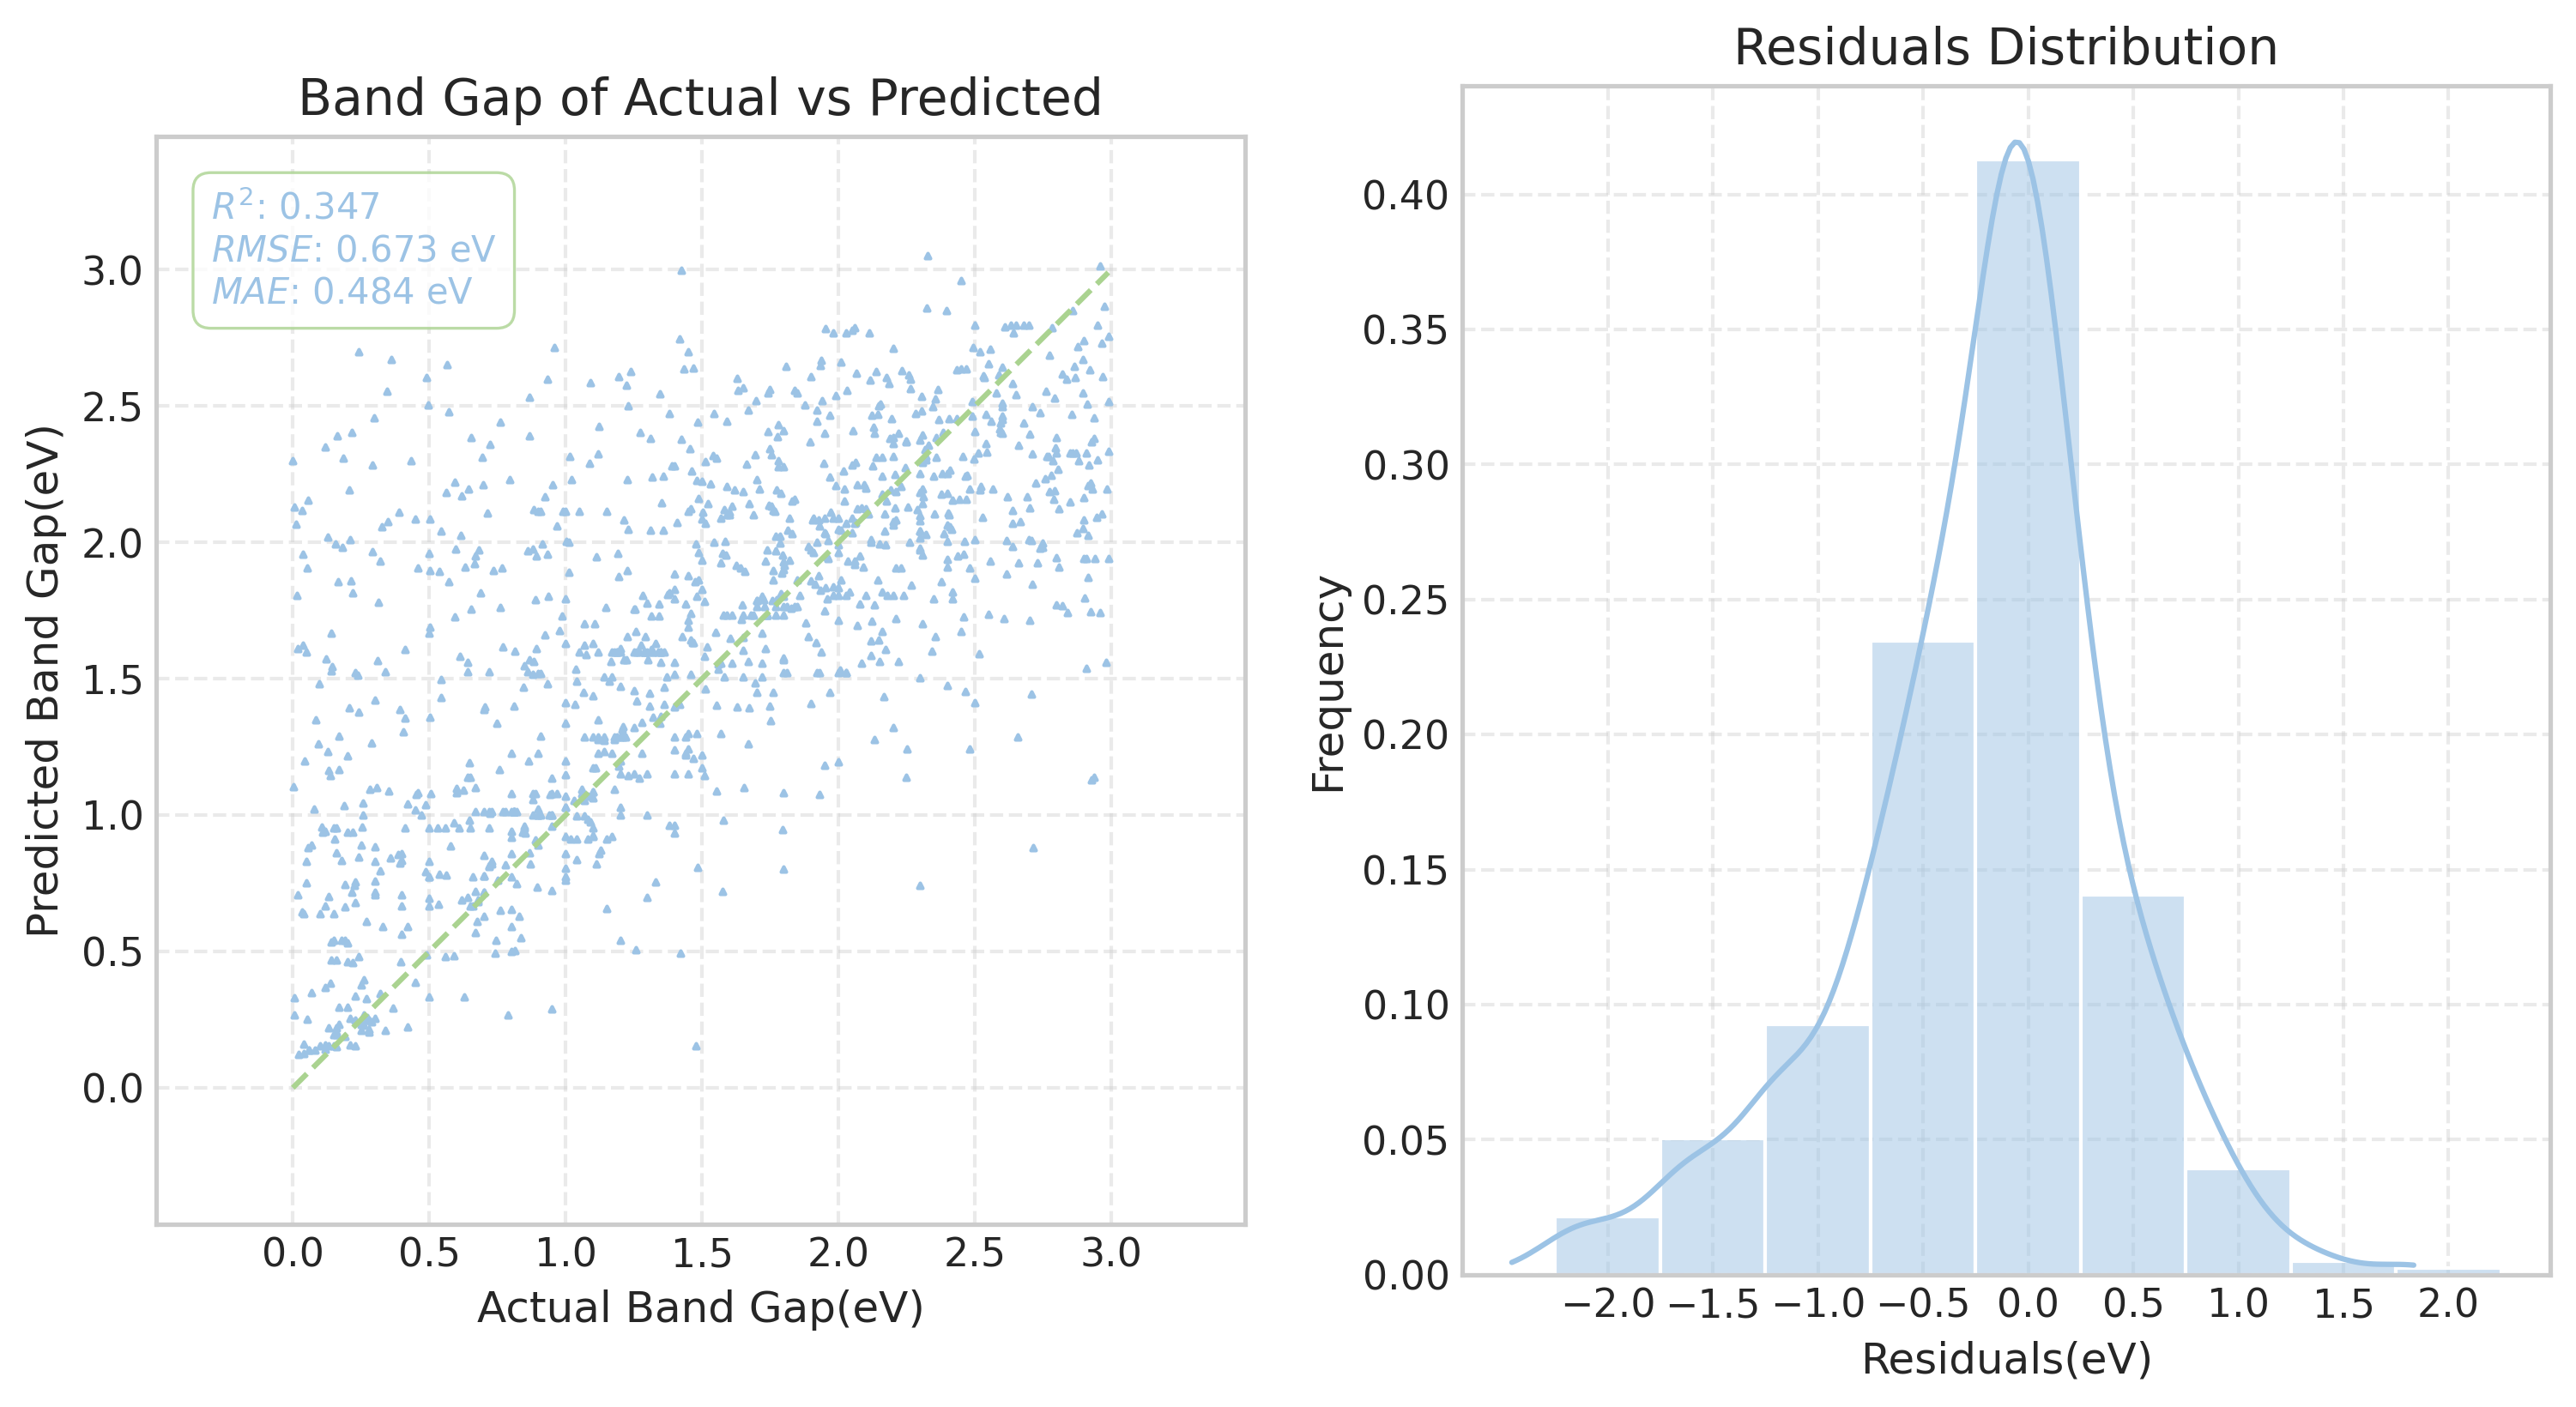 Band Gap of Actual vs Predicted
R²: 0.347
RMSE: 0.673 eV
MAE: 0.484 eV
Predicted Band Gap(eV)
3.0
2.5
2.0
1.5
1.0
0.5
0.0
0.0 0.5 1.0 1.5 2.0 2.5 3.0
Actual Band Gap(eV)
Residuals Distribution
Frequency
0.40
0.35
0.30
0.25
0.20
0.15
0.10
0.05
0.00
−2.0 −1.5 −1.0 −0.5 0.0 0.5 1.0 1.5 2.0
Residuals(eV)